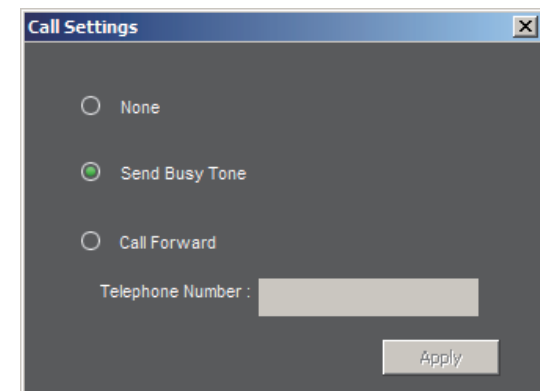 Call Settings
None
Send Busy Tone
Call Forward
Telephone Number :
Apply